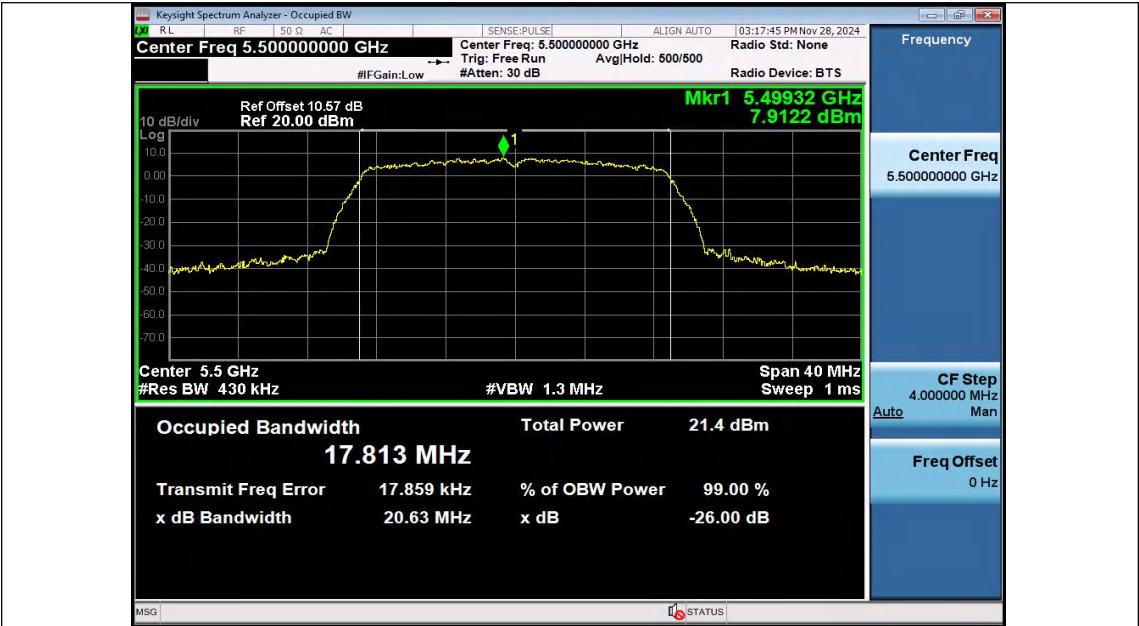 Keysight Spectrum Analyzer - Occupied BW
LXI RL RF 50 Ω AC SENSE:PULSE ALIGN AUTO 03:17:45 PM Nov 28, 2024
Center Freq 5.500000000 GHz Center Freq: 5.500000000 GHz Radio Std: None Frequency
Trig: Free Run Avg|Hold: 500/500
#IFGain:Low #Atten: 30 dB Radio Device: BTS
Mkr1 5.49932 GHz
Ref Offset 10.57 dB
10 dB/div Ref 20.00 dBm 7.9122 dBm
Log
1
10.0
0.00
-10.0
-20.0
-30.0
-40.0
-50.0
-60.0
-70.0
Center Freq
5.500000000 GHz
Center 5.5 GHz Span 40 MHz
#Res BW 430 kHz #VBW 1.3 MHz Sweep 1 ms
CF Step
4.000000 MHz
Auto Man
Occupied Bandwidth Total Power 21.4 dBm
17.813 MHz
Freq Offset
0 Hz
Transmit Freq Error 17.859 kHz % of OBW Power 99.00 %
x dB Bandwidth 20.63 MHz x dB -26.00 dB
MSG STATUS